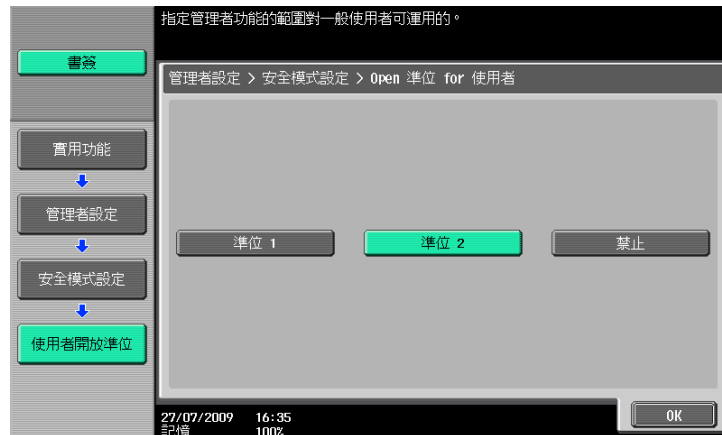 指定管理者功能的範圍對一般使用者可運用的。
書簽
管理者設定 > 安全模式設定 > Open 準位 for 使用者
實用功能
管理者設定
安全模式設定
使用者開放準位
準位 1
準位 2
禁止
27/07/2009 16:35
記憶 100%
OK